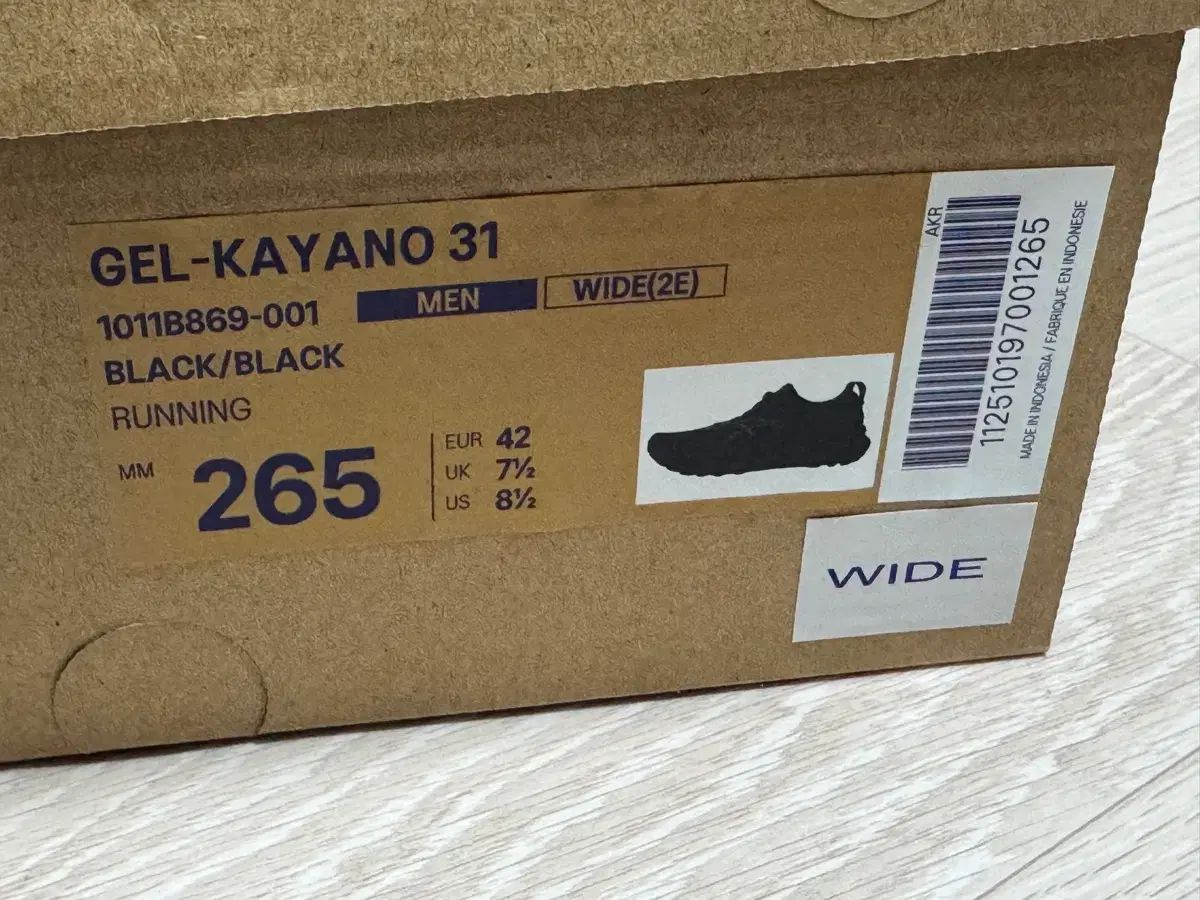 GEL-KAYANO 31
1011B869-001 MEN WIDE(2E)
BLACK/BLACK
RUNNING
MM 265
EUR 42
UK 7½
US 8½
AKR
1125101970001265
MADE IN INDONESIA / FABRIQUE EN INDONESIE
WIDE